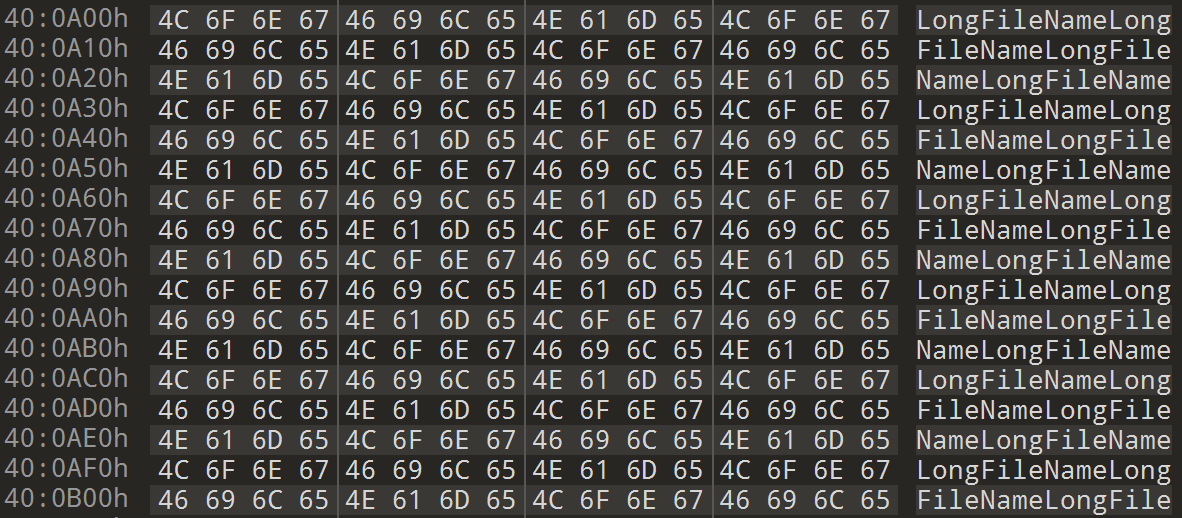 40:0A00h 4C 6F 6E 67 46 69 6C 65 4E 61 6D 65 4C 6F 6E 67 LongFileNameLong
40:0A10h 46 69 6C 65 4E 61 6D 65 4C 6F 6E 67 46 69 6C 65 FileNameLongFile
40:0A20h 4E 61 6D 65 4C 6F 6E 67 46 69 6C 65 4E 61 6D 65 NameLongFileName
40:0A30h 4C 6F 6E 67 46 69 6C 65 4E 61 6D 65 4C 6F 6E 67 LongFileNameLong
40:0A40h 46 69 6C 65 4E 61 6D 65 4C 6F 6E 67 46 69 6C 65 FileNameLongFile
40:0A50h 4E 61 6D 65 4C 6F 6E 67 46 69 6C 65 4E 61 6D 65 NameLongFileName
40:0A60h 4C 6F 6E 67 46 69 6C 65 4E 61 6D 65 4C 6F 6E 67 LongFileNameLong
40:0A70h 46 69 6C 65 4E 61 6D 65 4C 6F 6E 67 46 69 6C 65 FileNameLongFile
40:0A80h 4E 61 6D 65 4C 6F 6E 67 46 69 6C 65 4E 61 6D 65 NameLongFileName
40:0A90h 4C 6F 6E 67 46 69 6C 65 4E 61 6D 65 4C 6F 6E 67 LongFileNameLong
40:0AA0h 46 69 6C 65 4E 61 6D 65 4C 6F 6E 67 46 69 6C 65 FileNameLongFile
40:0AB0h 4E 61 6D 65 4C 6F 6E 67 46 69 6C 65 4E 61 6D 65 NameLongFileName
40:0AC0h 4C 6F 6E 67 46 69 6C 65 4E 61 6D 65 4C 6F 6E 67 LongFileNameLong
40:0AD0h 46 69 6C 65 4E 61 6D 65 4C 6F 6E 67 46 69 6C 65 FileNameLongFile
40:0AE0h 4E 61 6D 65 4C 6F 6E 67 46 69 6C 65 4E 61 6D 65 NameLongFileName
40:0AF0h 4C 6F 6E 67 46 69 6C 65 4E 61 6D 65 4C 6F 6E 67 LongFileNameLong
40:0B00h 46 69 6C 65 4E 61 6D 65 4C 6F 6E 67 46 69 6C 65 FileNameLongFile